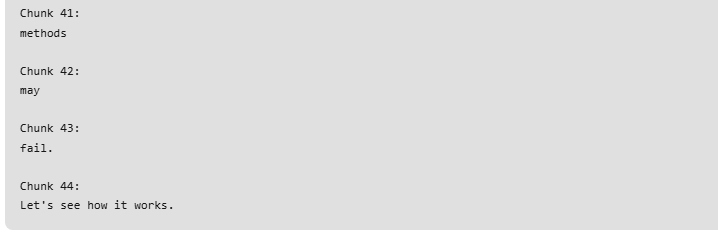 Chunk 41:
methods
Chunk 42:
may
Chunk 43:
fail.
Chunk 44:
Let's see how it works.